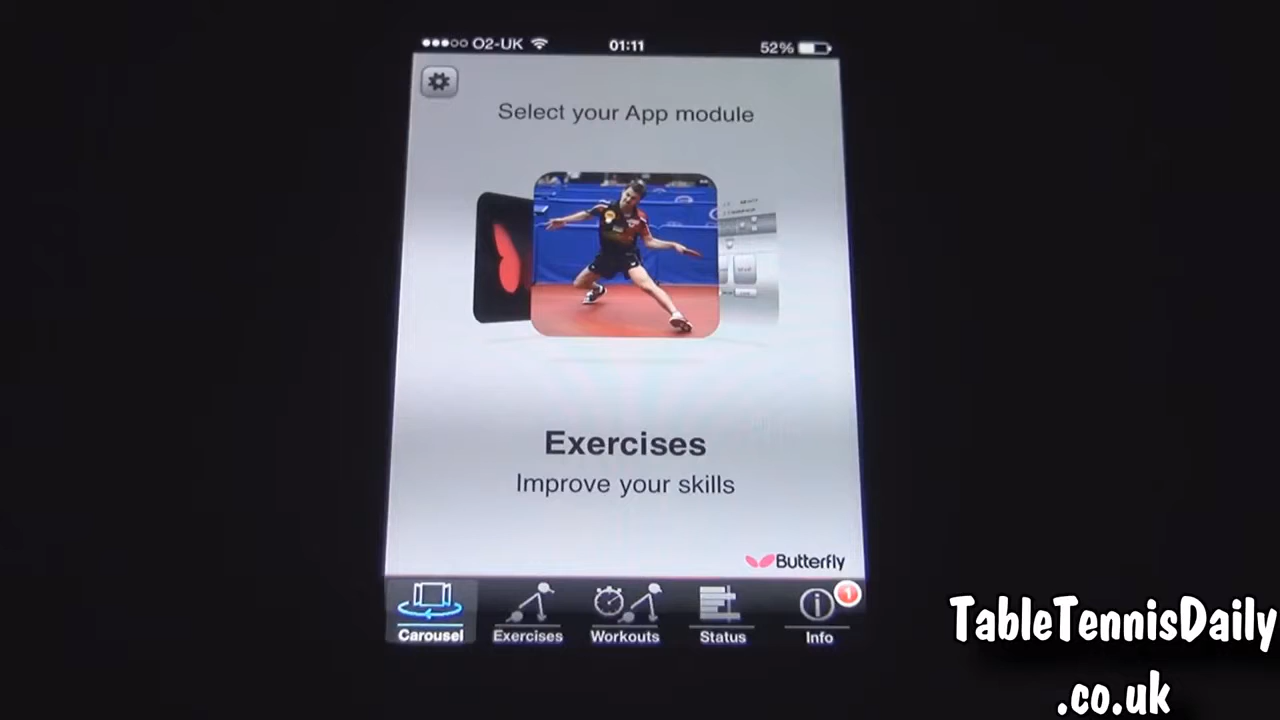 O2-UK 01:11 52%
Select your App module
Exercises
Improve your skills
Butterfly
Carousel Exercises Workouts Status Info 1
TableTennisDaily
.co.uk